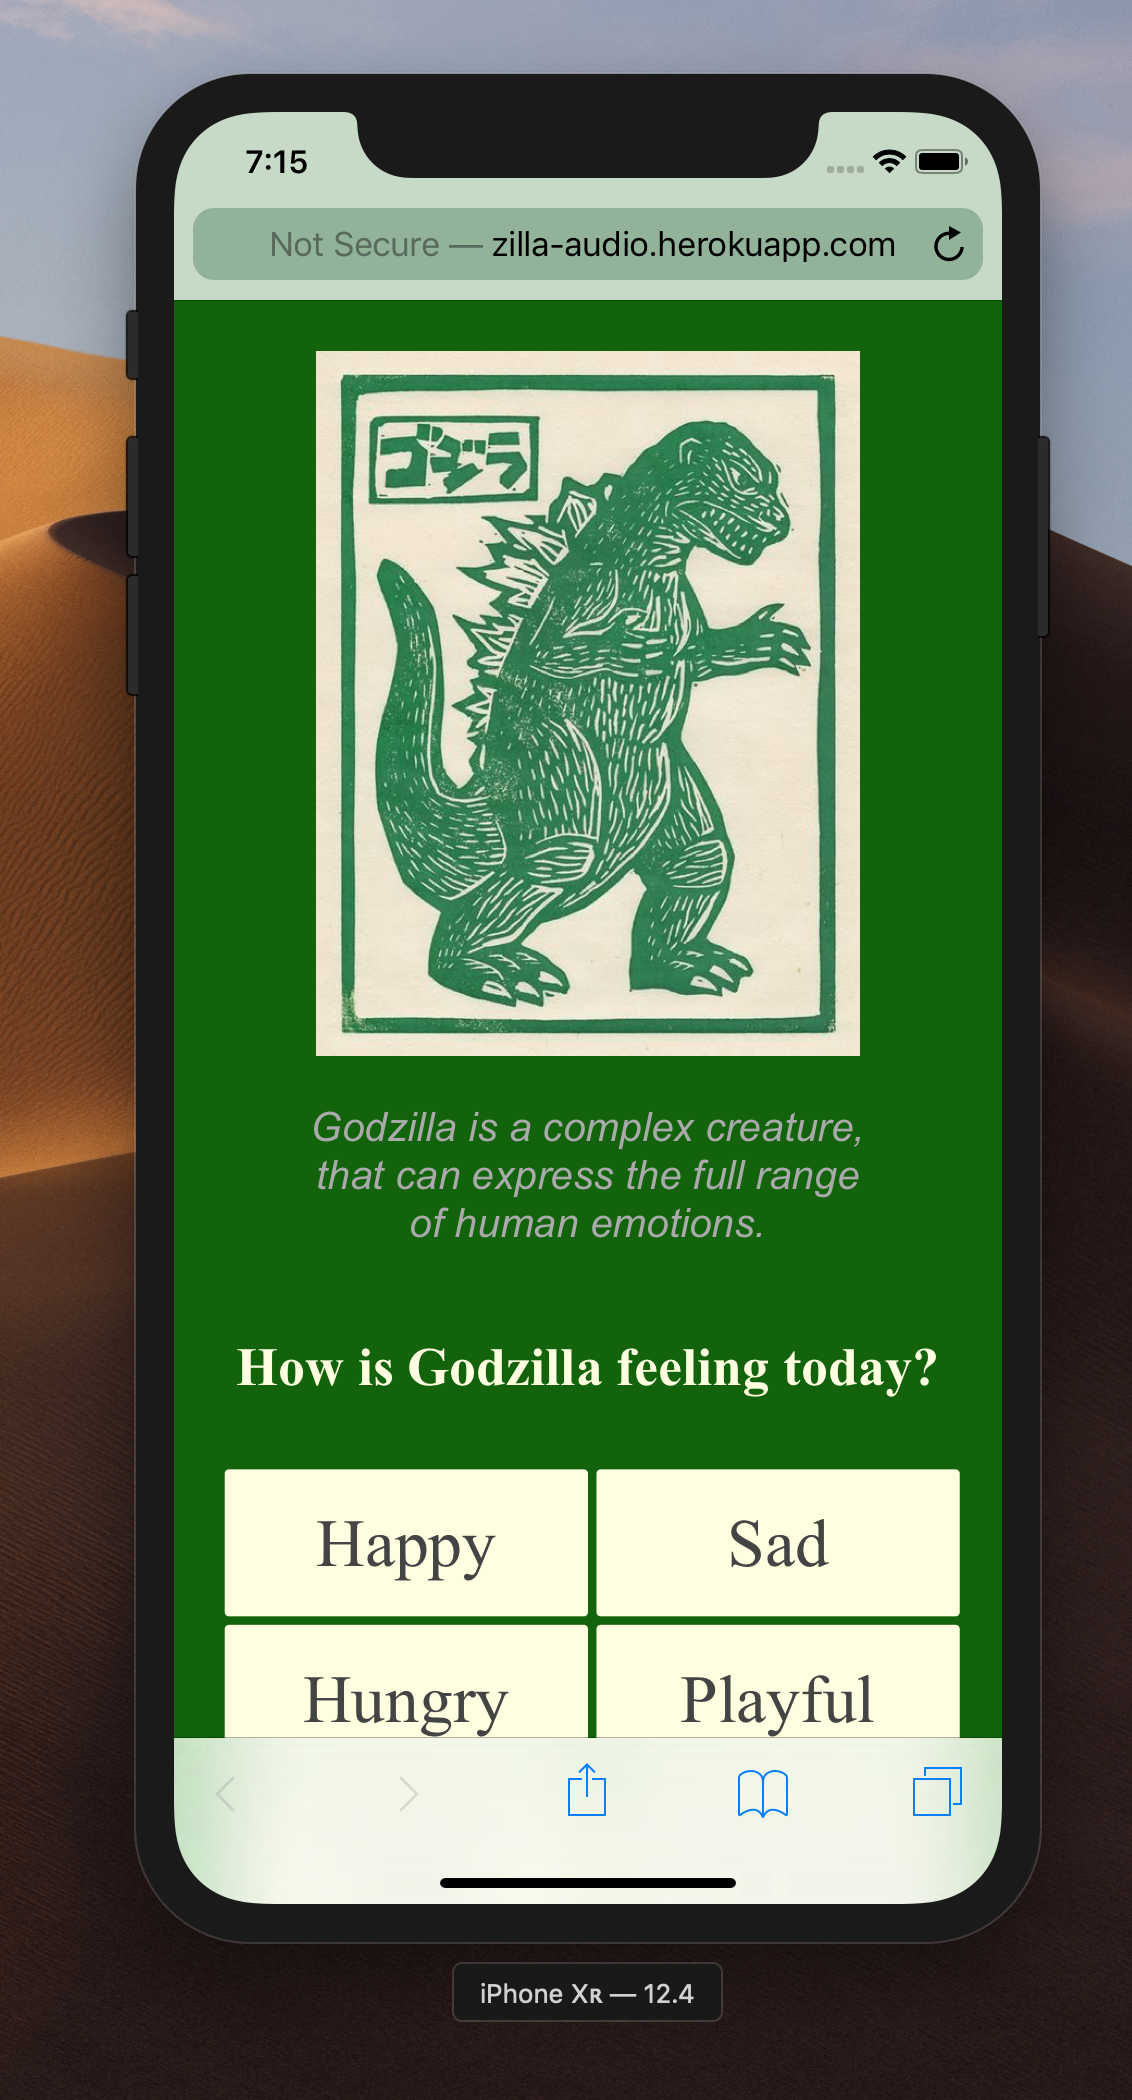 7:15
Not Secure — zilla-audio.herokuapp.com
ゴジラ
Godzilla is a complex creature,
that can express the full range
of human emotions.
How is Godzilla feeling today?
Happy
Sad
Hungry
Playful
iPhone Xʀ — 12.4